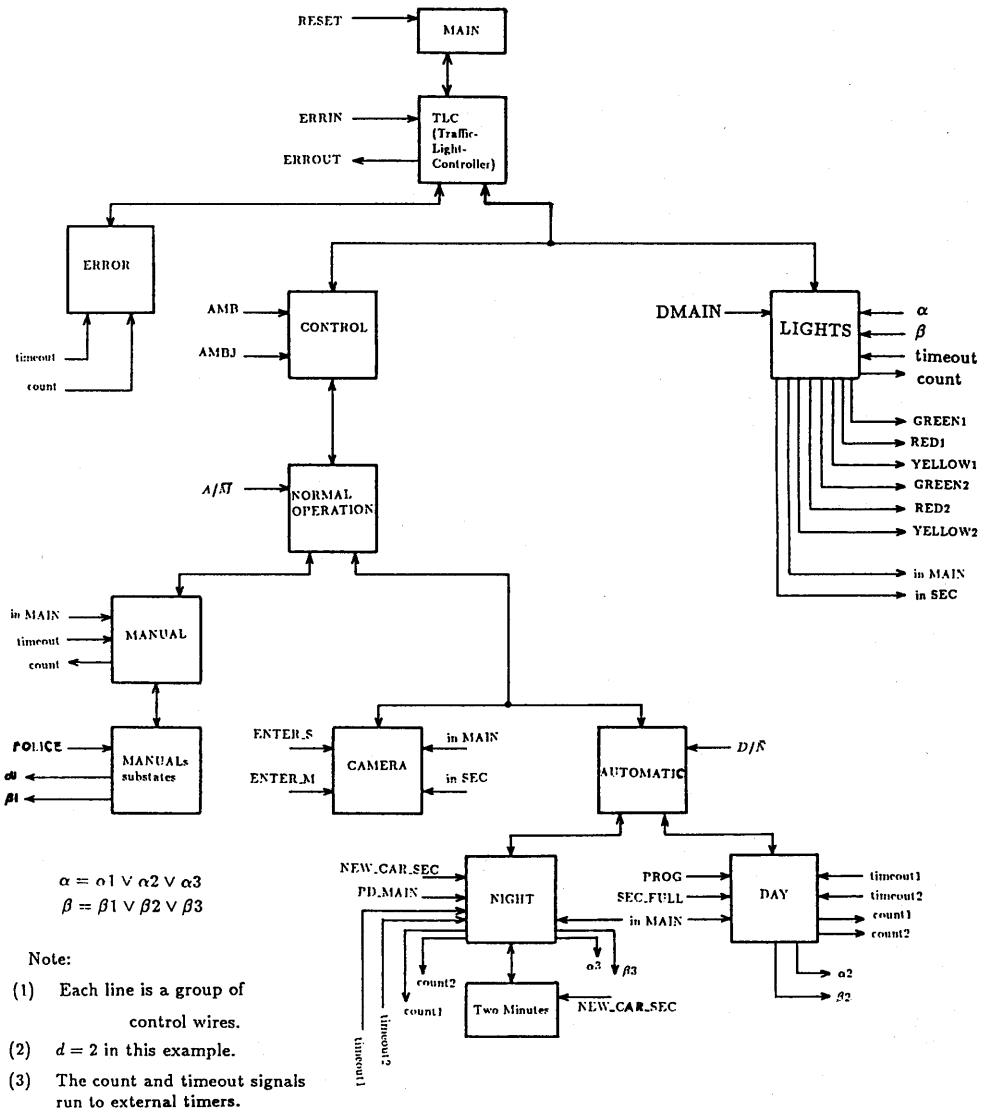 RESET
MAIN
ERRIN
TLC
(Traffic-
Light-
Controller)
ERROUT
ERROR
timeout
count
AMB
CONTROL
AMBJ
DMAIN
LIGHTS
α
β
timeout
count
GREEN1
RED1
YELLOW1
GREEN2
RED2
YELLOW2
in MAIN
in SEC
A/M̅
NORMAL
OPERATION
in MAIN
timeout
count
MANUAL
POLICE
α1
β1
MANUALs
substates
ENTER_S
ENTER_M
CAMERA
in MAIN
in SEC
AUTOMATIC
D/N̅
α = α1 ∨ α2 ∨ α3
β = β1 ∨ β2 ∨ β3
NEW_CAR_SEC
PD_MAIN
NIGHT
in MAIN
PROG
SEC_FULL
DAY
timeout1
timeout2
count1
count2
α2
β2
α3
β3
count2
count1
timeout2
timeout1
Two Minutes
NEW_CAR_SEC
Note:
(1) Each line is a group of
control wires.
(2) d = 2 in this example.
(3) The count and timeout signals
run to external timers.